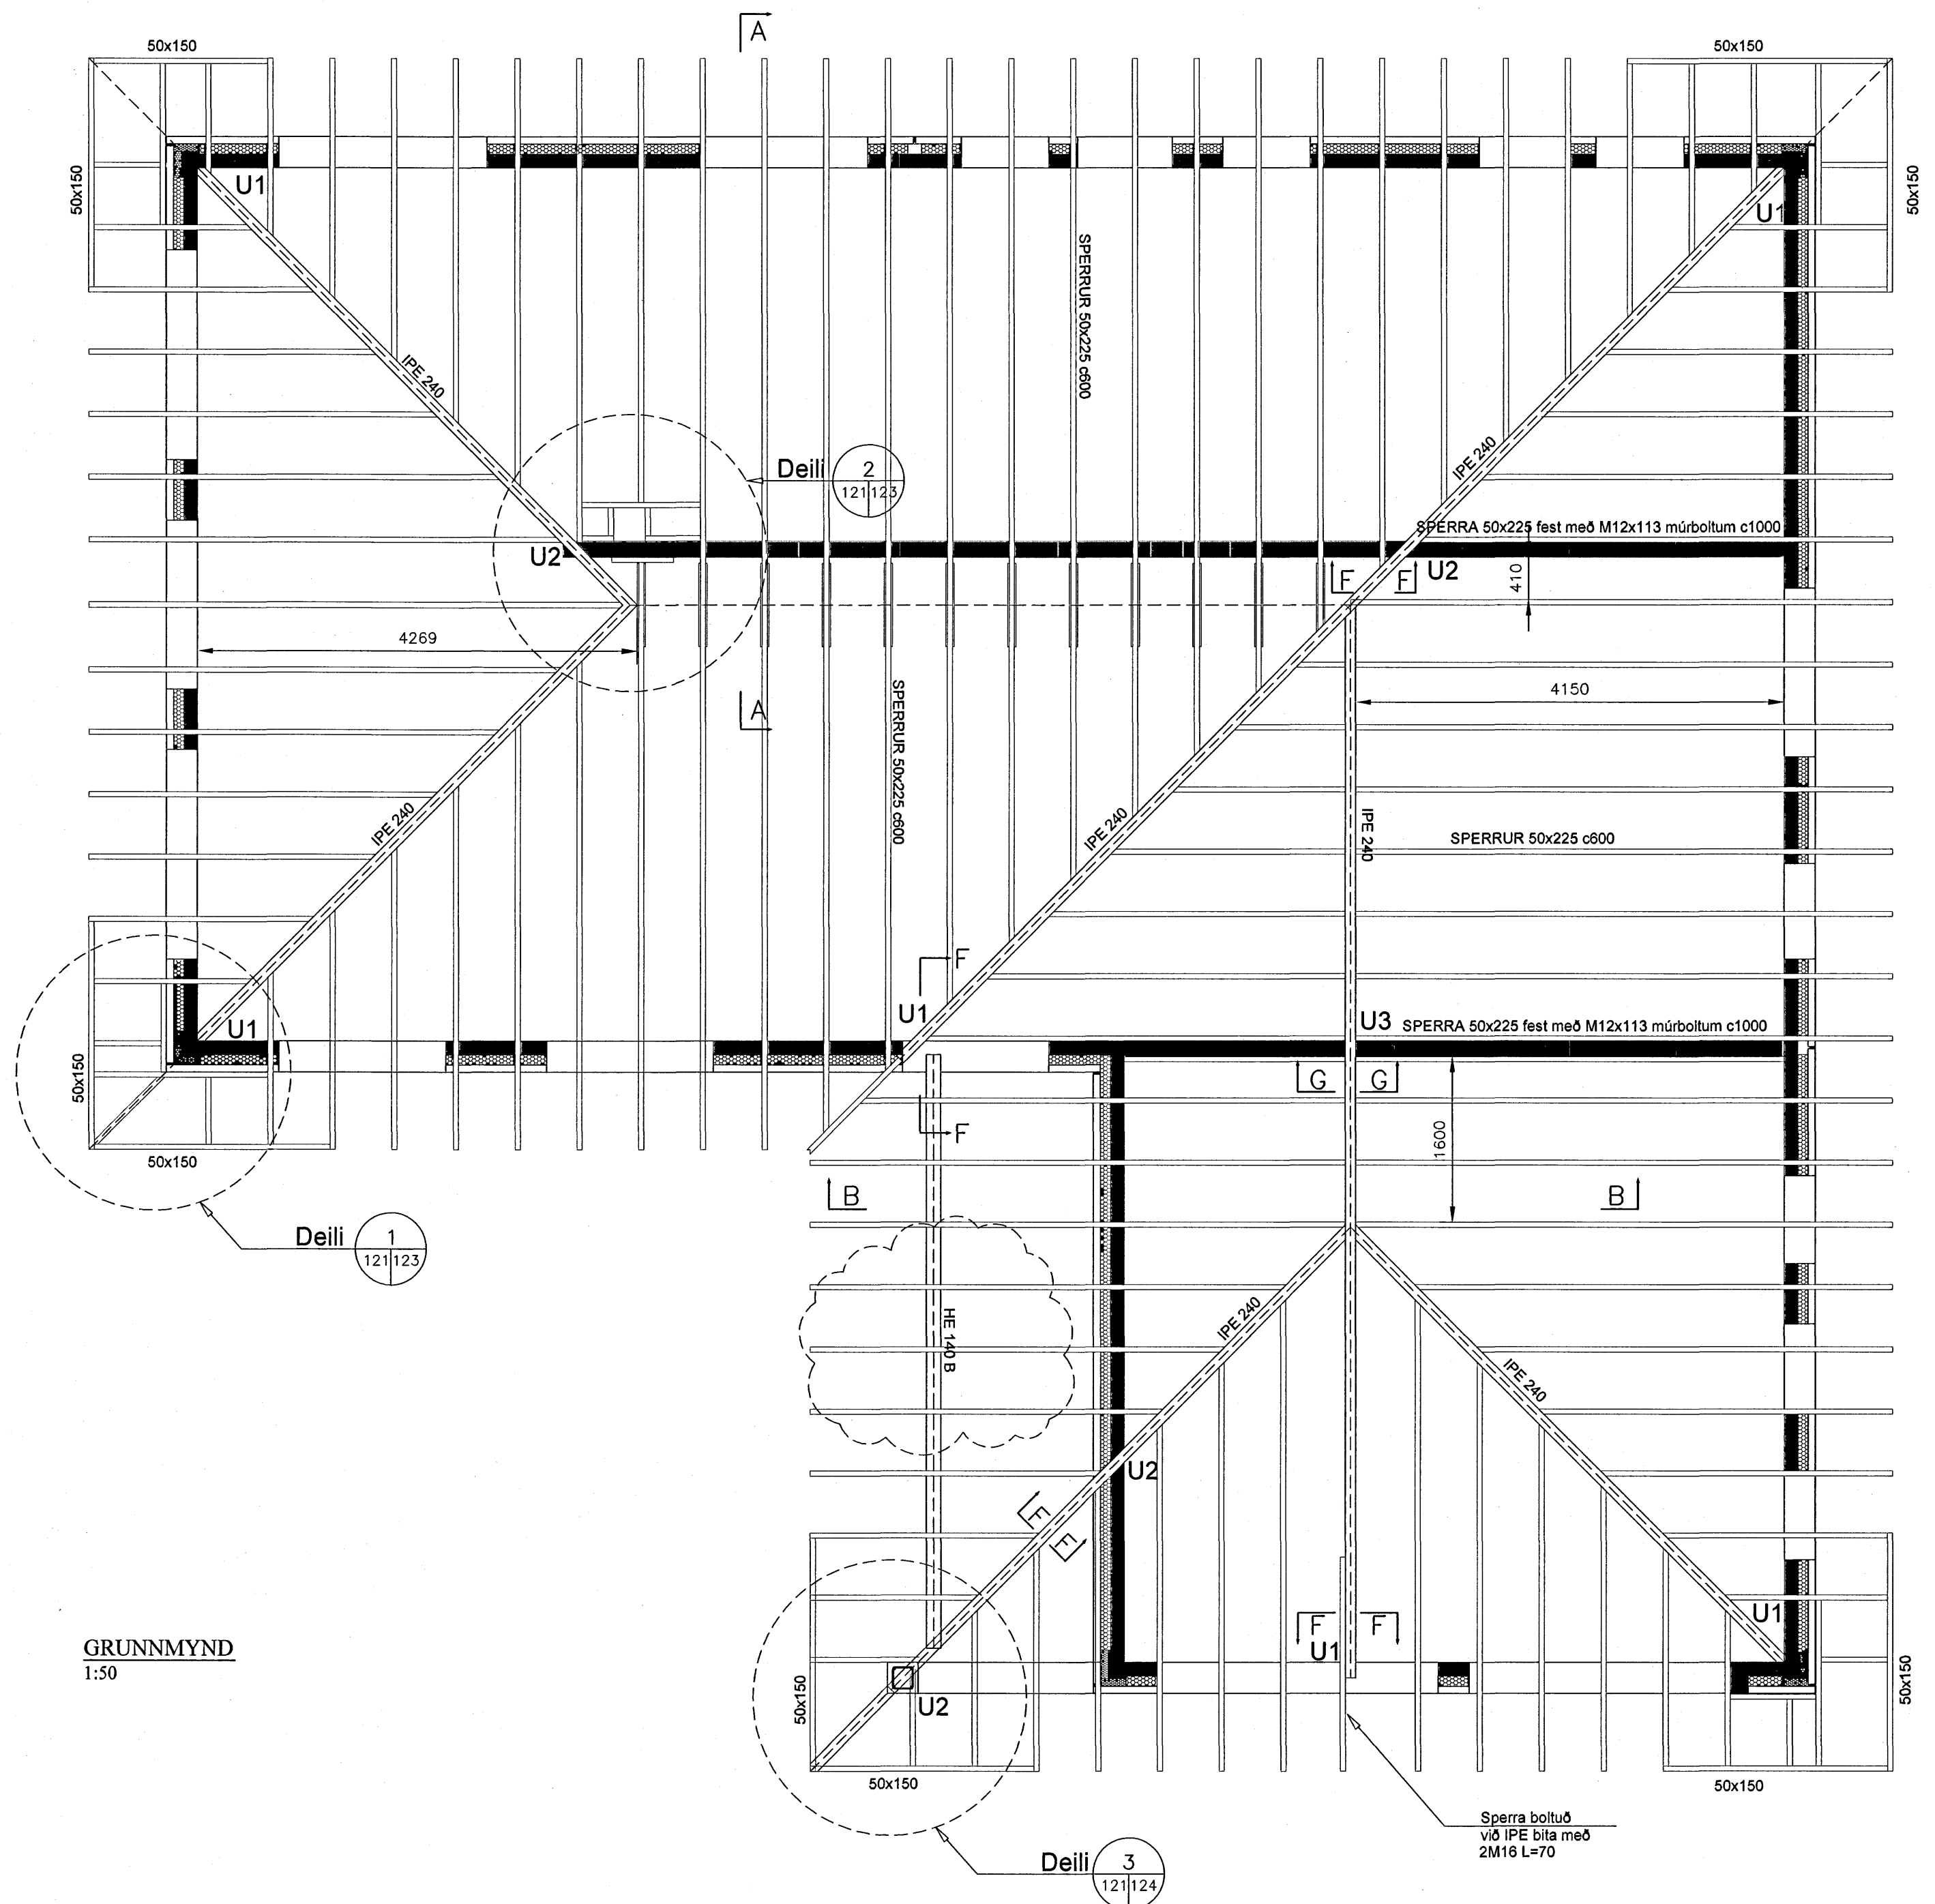 A
50x150
50x150
50x150
50x150
U1
U1
SPERRUR 50x225 c600
IPE 240
IPE 240
Deili
2
121
123
SPERRA 50x225 fest með M12x113 múrboltum c1000
U2
F
F
U2
410
4269
4150
A
SPERRUR 50x225 c600
IPE 240
IPE 240
IPE 240
SPERRUR 50x225 c600
F
U1
U1
U3
SPERRA 50x225 fest með M12x113 múrboltum c1000
50x150
G
G
F
1600
50x150
B
B
Deili
1
121
123
HE 140 B
IPE 240
IPE 240
U2
F
F
U1
F
F
U1
GRUNNMYND
1:50
50x150
50x150
U2
50x150
50x150
Sperra boltuð
við IPE bita með
2M16 L=70
Deili
3
121
124